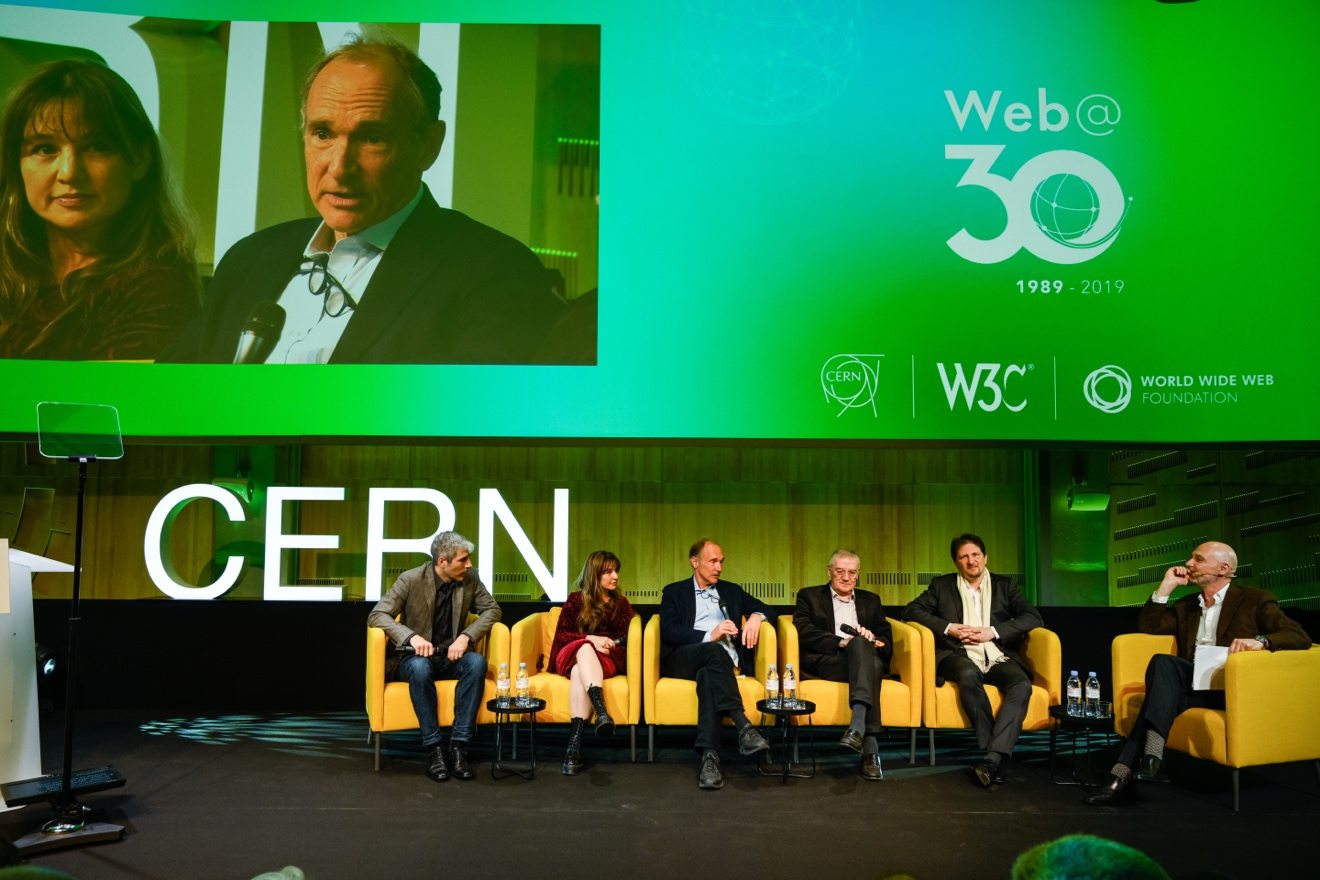 Web@
30
1989 - 2019
CERN
W3C®
WORLD WIDE WEB
FOUNDATION
CERN